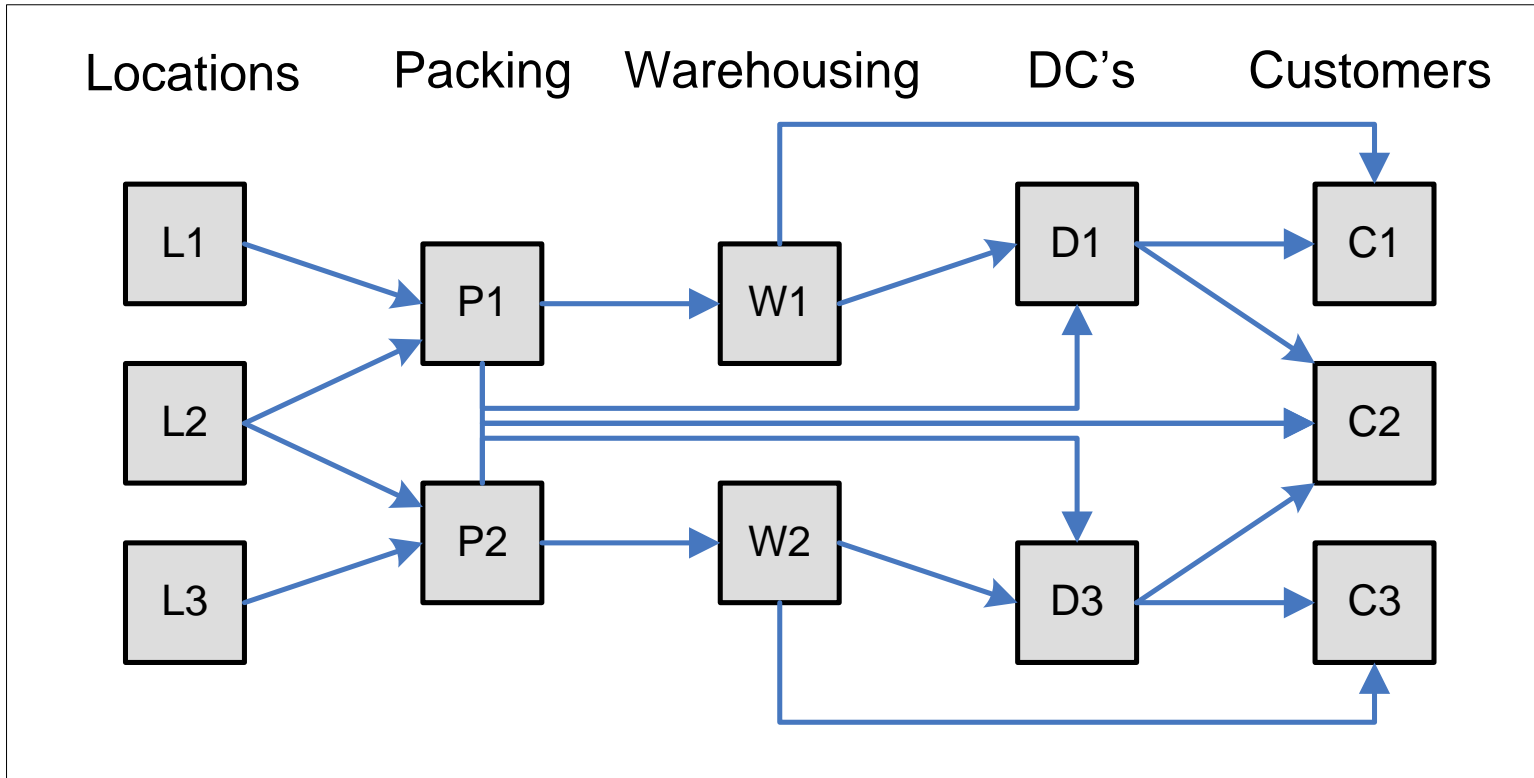 Locations Packing Warehousing DC's Customers
L1 P1 W1 D1 C1
L2 C2
L3 P2 W2 D3 C3